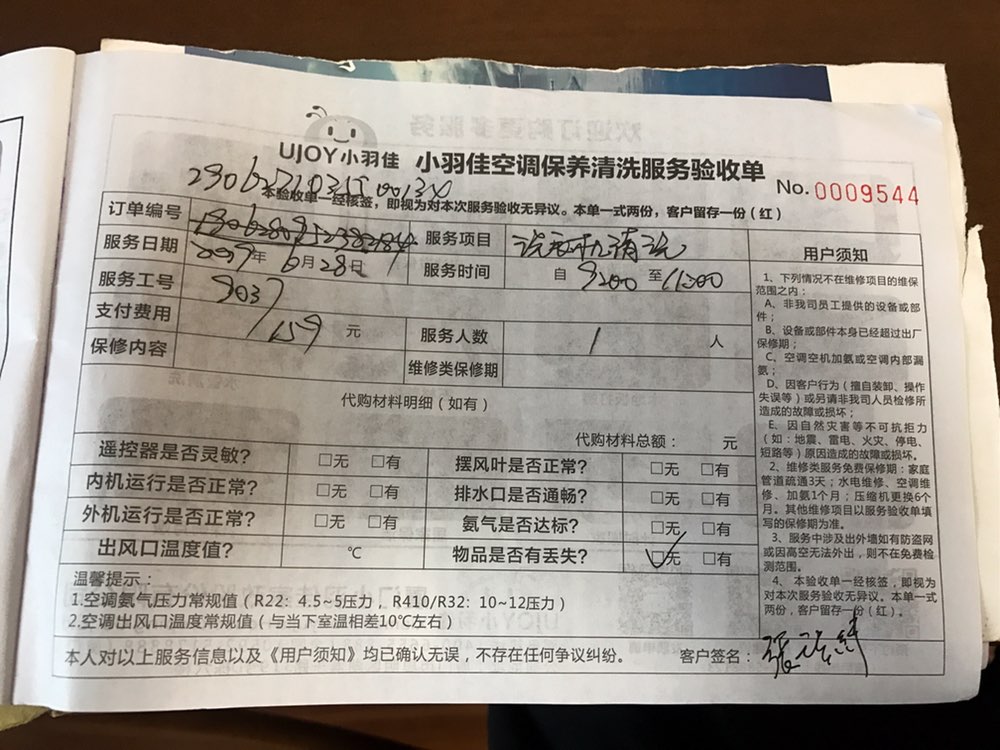 UJOY小羽佳 小羽佳空调保养清洗服务验收单
No.0009544
本验收单一经核签，即视为对本次服务验收无异议。本单一式两份，客户留存一份（红）
订单编号 服务项目 洗衣机清洗
服务日期 年 6月28日 服务时间 自 9:00 至 11:00
服务工号 9037
支付费用 159 元 服务人数 1 人
保修内容 维修类保修期
代购材料明细（如有）
代购材料总额： 元
遥控器是否灵敏？ □无 □有 摆风叶是否正常？ □无 □有
内机运行是否正常？ □无 □有 排水口是否通畅？ □无 □有
外机运行是否正常？ □无 □有 氨气是否达标？ □无 □有
出风口温度值？ ℃ 物品是否有丢失？ ☑无 □有
温馨提示：
1.空调氨气压力常规值（R22：4.5~5压力，R410/R32：10~12压力）
2.空调出风口温度常规值（与当下室温相差10℃左右）
本人对以上服务信息以及《用户须知》均已确认无误，不存在任何争议纠纷。 客户签名：
用户须知
1、下列情况不在维修项目的维保
范围之内：
A、非我司员工提供的设备或部
件；
B、设备或部件本身已经超过出厂
保修期；
C、空调空机加氨或空调内部漏
氨；
D、因客户行为（擅自装卸、操作
失误等）或另请非我司人员检修所
造成的故障或损坏；
E、因自然灾害等不可抗拒力
（如：地震、雷电、火灾、停电、
短路等）原因造成的故障或损坏。
2、维修类服务免费保修期：家庭
管道疏通3天；水电维修、空调维
修、加氨1个月；压缩机更换6个
月。其他维修项目以服务验收单填
写的保修期为准。
3、服务中涉及出外墙如有防盗网
或因高空无法外出，则不在免费检
测范围。
4、本验收单一经核签，即视为
对本次服务验收无异议。本单一式
两份，客户留存一份（红）。